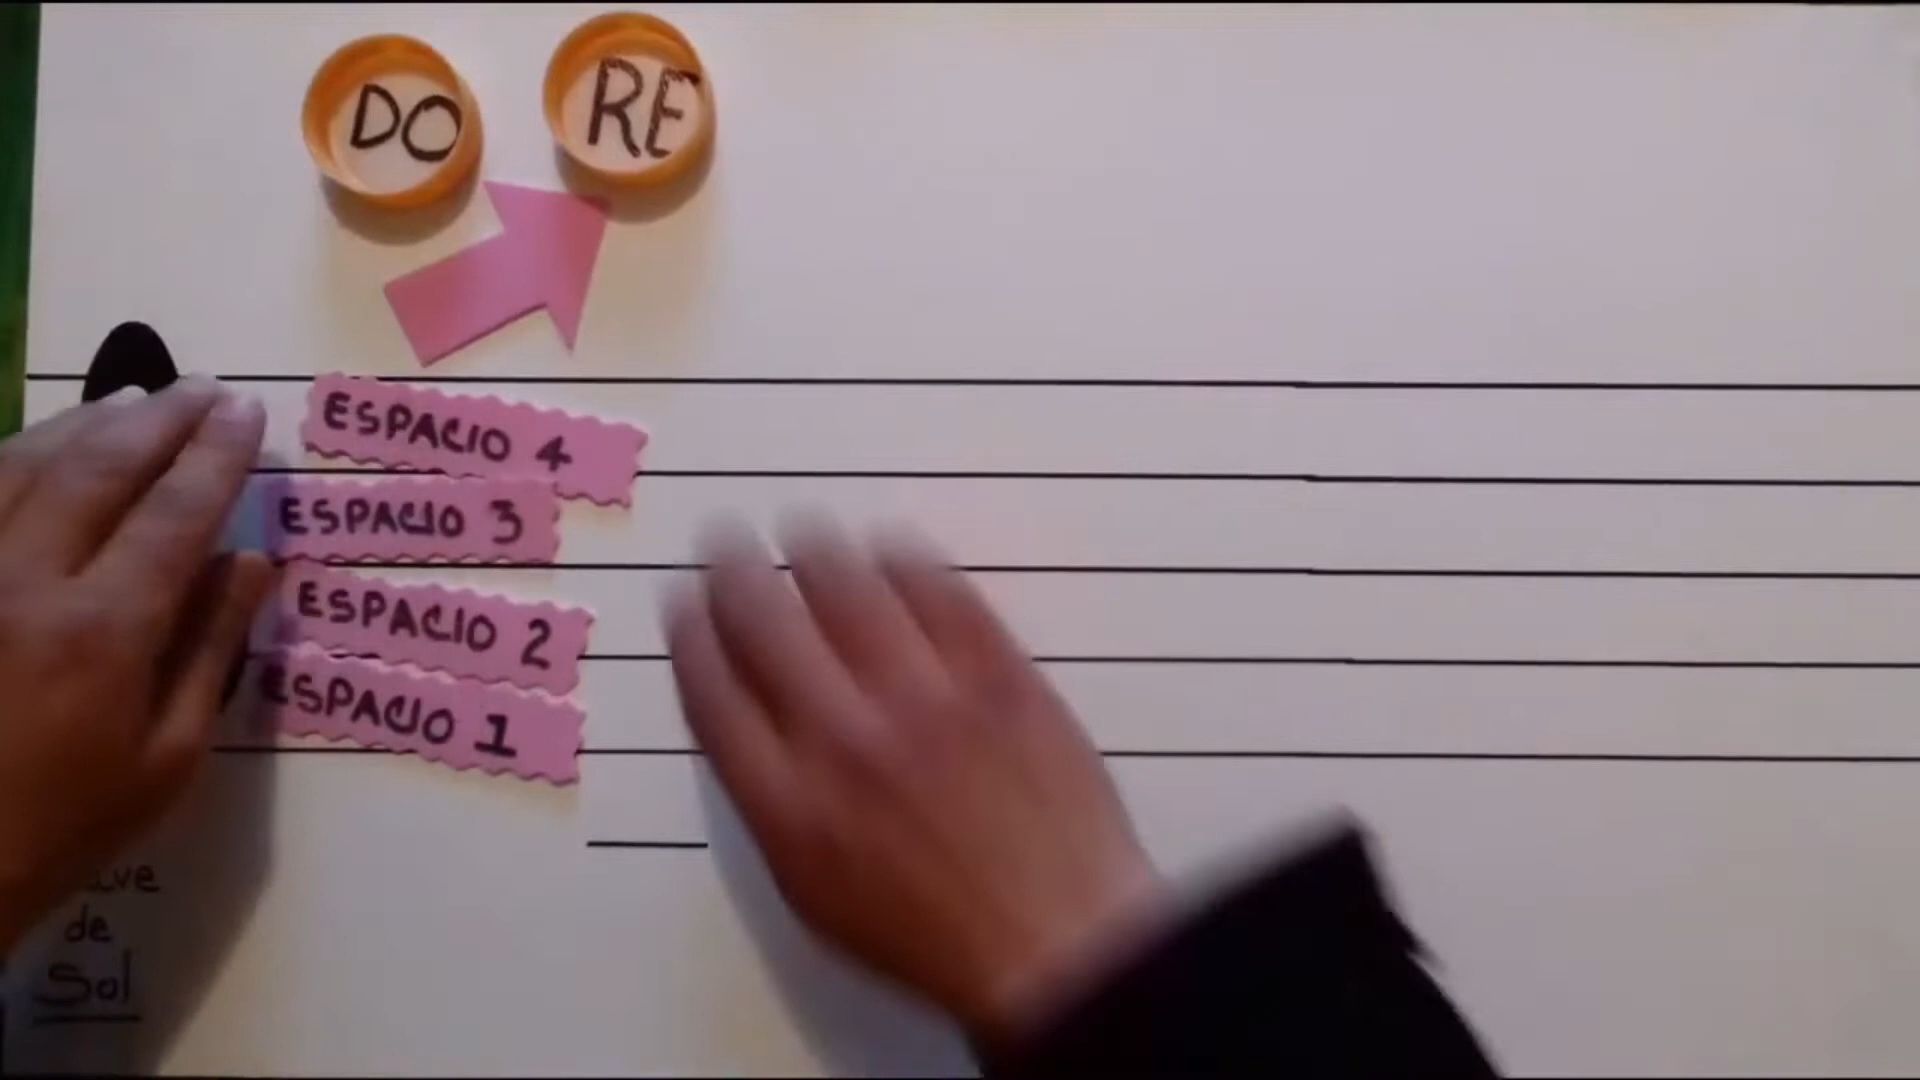 DO RE
ESPACIO 4
ESPACIO 3
ESPACIO 2
ESPACIO 1
de
Sol